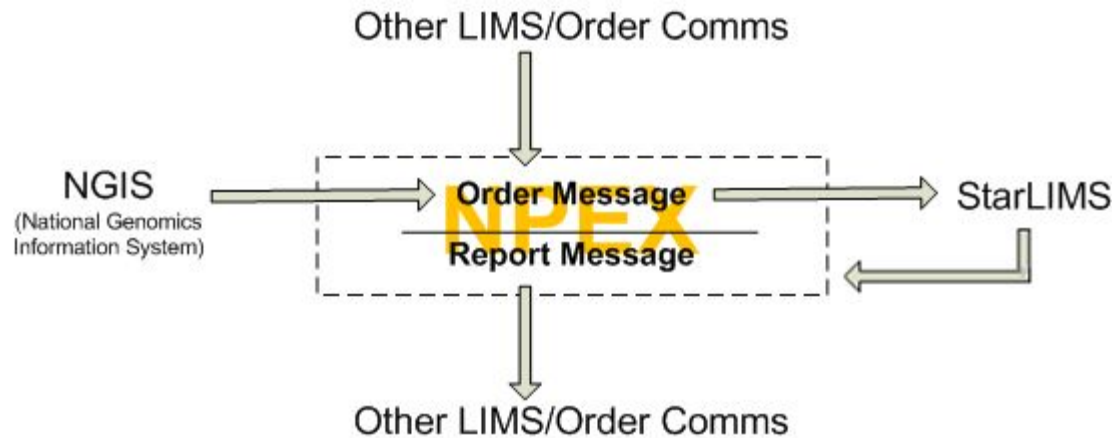 Other LIMS/Order Comms
NGIS
(National Genomics
Information System)
Order Message
NPEX
Report Message
StarLIMS
Other LIMS/Order Comms